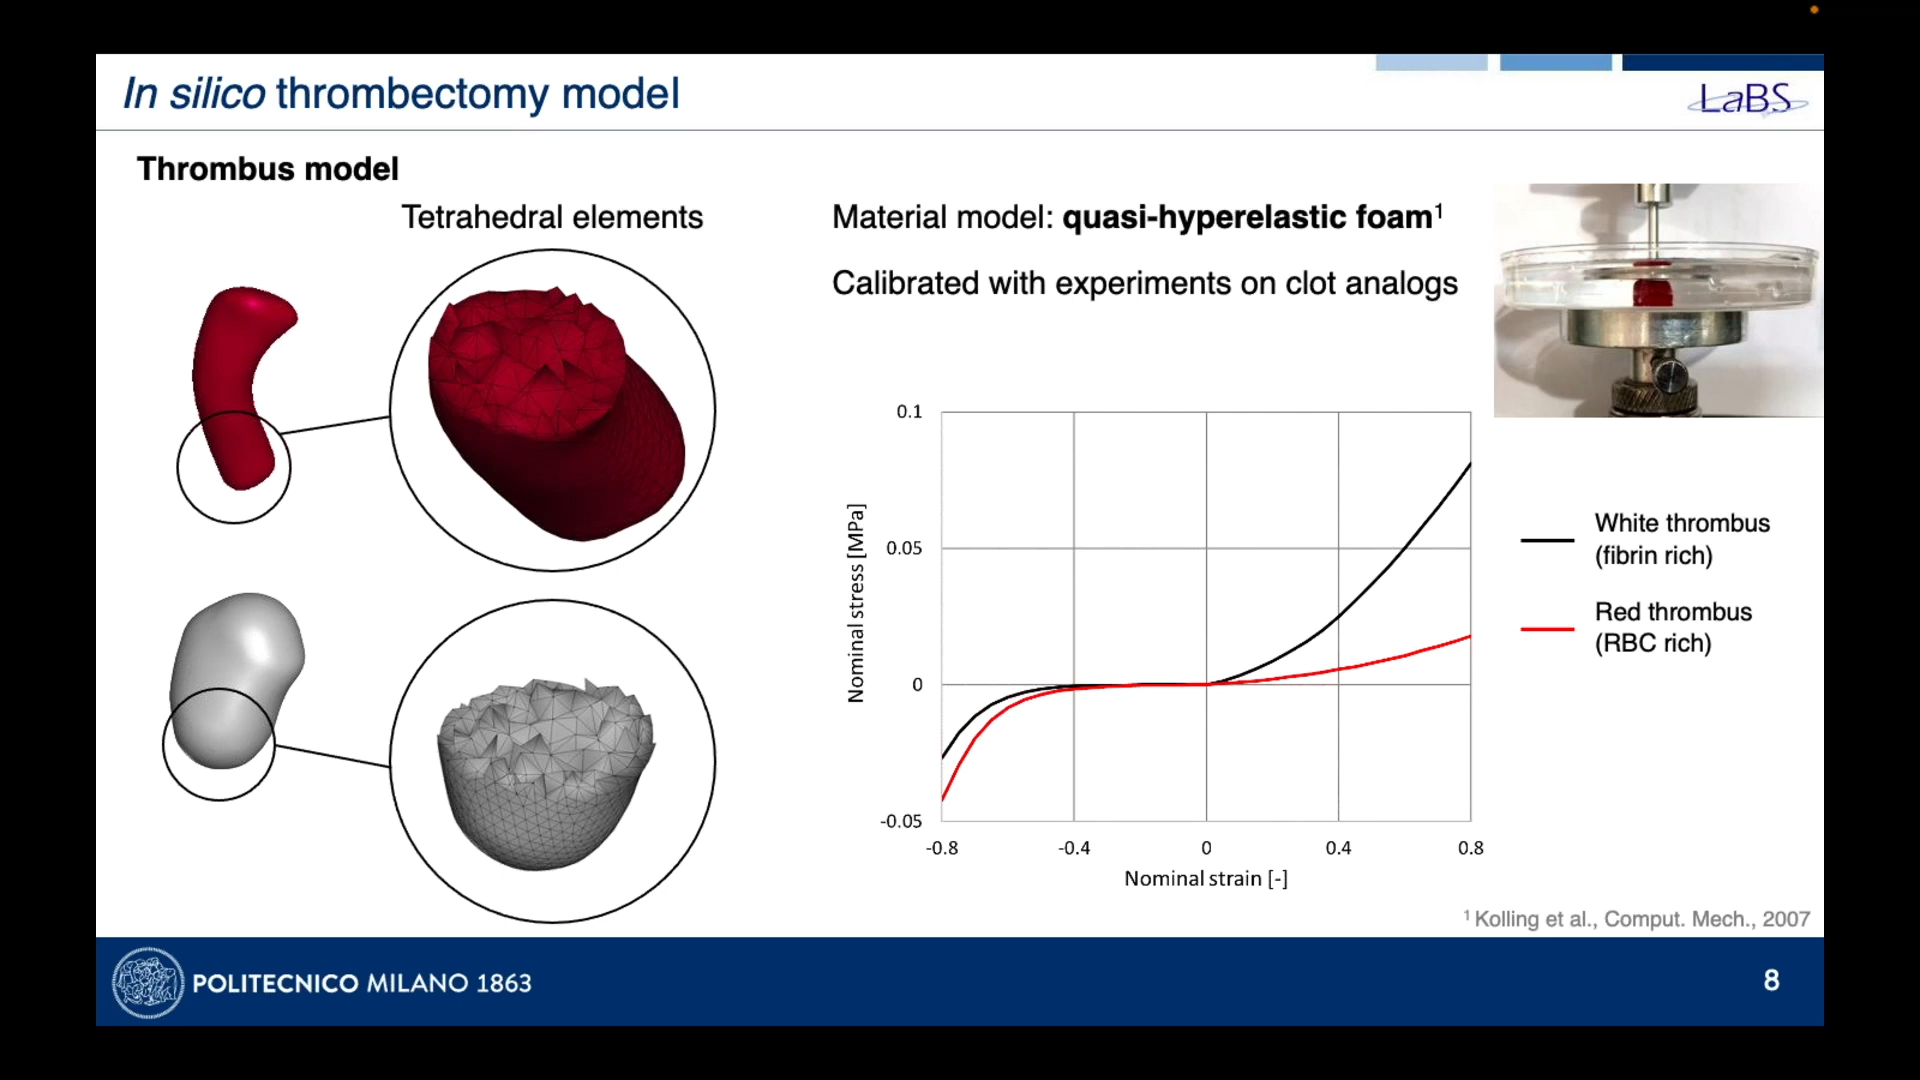 In silico thrombectomy model
LaBS
Thrombus model
Tetrahedral elements
Material model: quasi-hyperelastic foam¹
Calibrated with experiments on clot analogs
0.1
0.05
0
-0.05
Nominal stress [MPa]
-0.8
-0.4
0
0.4
0.8
Nominal strain [-]
White thrombus
(fibrin rich)
Red thrombus
(RBC rich)
¹ Kolling et al., Comput. Mech., 2007
POLITECNICO MILANO 1863
8